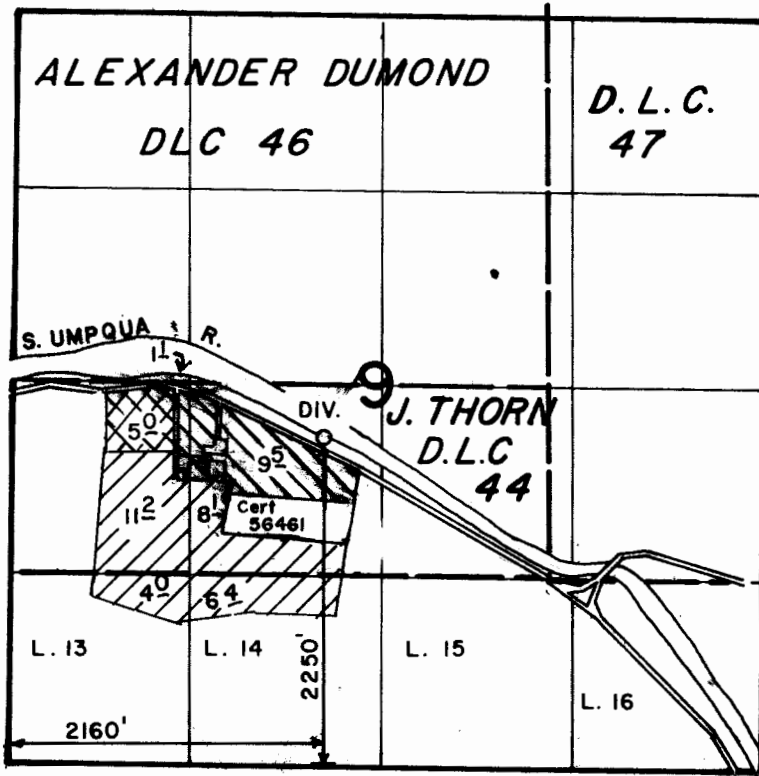 ALEXANDER DUMOND
DLC 46
D. L. C.
47
S. UMPQUA R.
1 1
9
DIV.
J. THORN
D.L.C
44
5 0
9 5
11 2
8 1
Cert
56461
4 0
6 4
L. 13
L. 14
L. 15
L. 16
2250'
2160'